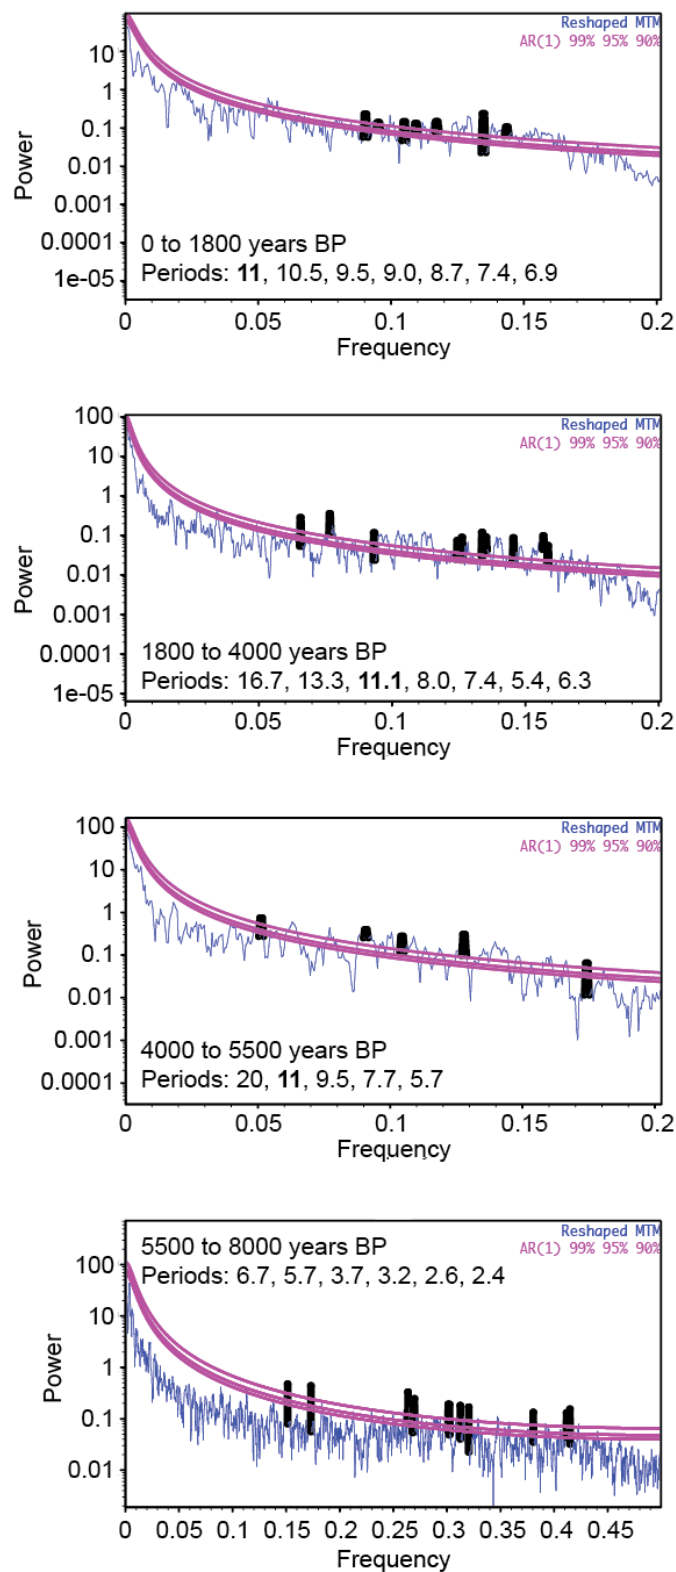 Reshaped MTM
AR(1) 99% 95% 90%
100
10
1
0.1
0.01
0.001
0.0001
1e-05
Power
0 to 1800 years BP
Periods: 11, 10.5, 9.5, 9.0, 8.7, 7.4, 6.9
0 0.05 0.1 0.15 0.2
Frequency
Reshaped MTM
AR(1) 99% 95% 90%
100
10
1
0.1
0.01
0.001
0.0001
1e-05
Power
1800 to 4000 years BP
Periods: 16.7, 13.3, 11.1, 8.0, 7.4, 5.4, 6.3
0 0.05 0.1 0.15 0.2
Frequency
Reshaped MTM
AR(1) 99% 95% 90%
100
10
1
0.1
0.01
0.001
0.0001
Power
4000 to 5500 years BP
Periods: 20, 11, 9.5, 7.7, 5.7
0 0.05 0.1 0.15 0.2
Frequency
Reshaped MTM
AR(1) 99% 95% 90%
5500 to 8000 years BP
Periods: 6.7, 5.7, 3.7, 3.2, 2.6, 2.4
100
10
1
0.1
0.01
Power
0 0.05 0.1 0.15 0.2 0.25 0.3 0.35 0.4 0.45
Frequency